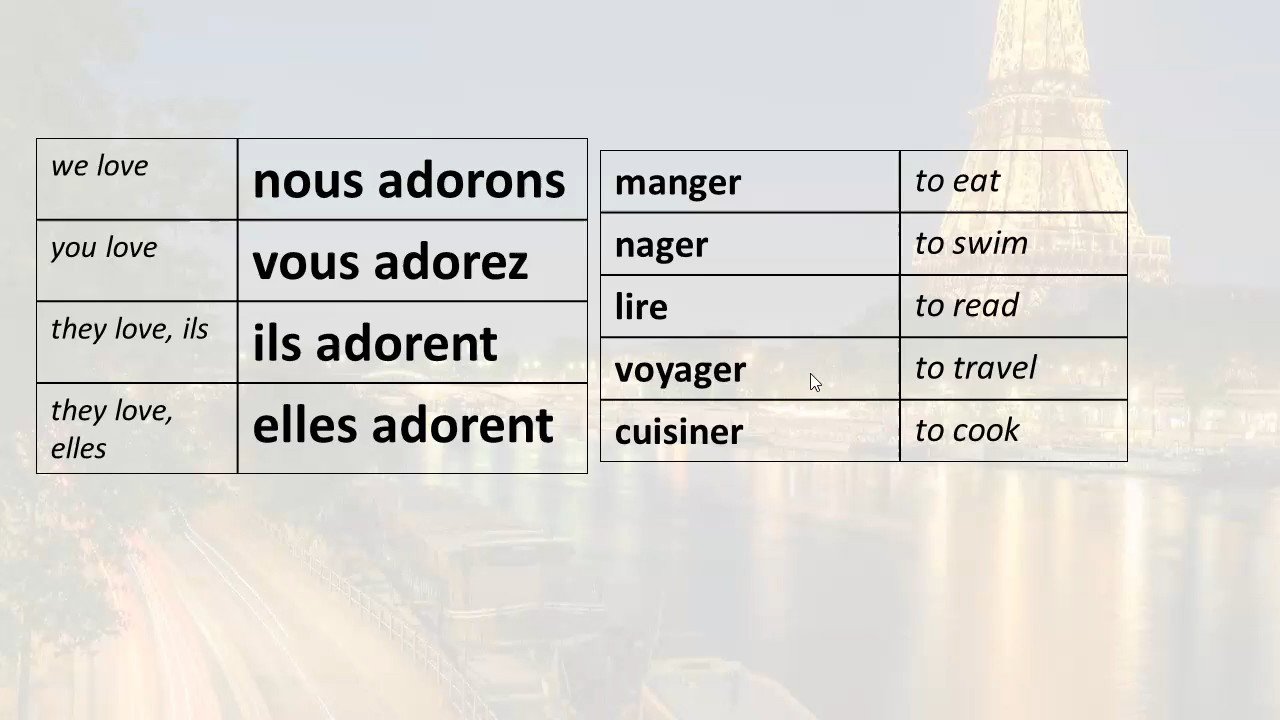 we love
nous adorons
you love
vous adorez
they love, ils
ils adorent
they love,
elles
elles adorent
manger
to eat
nager
to swim
lire
to read
voyager
to travel
cuisiner
to cook